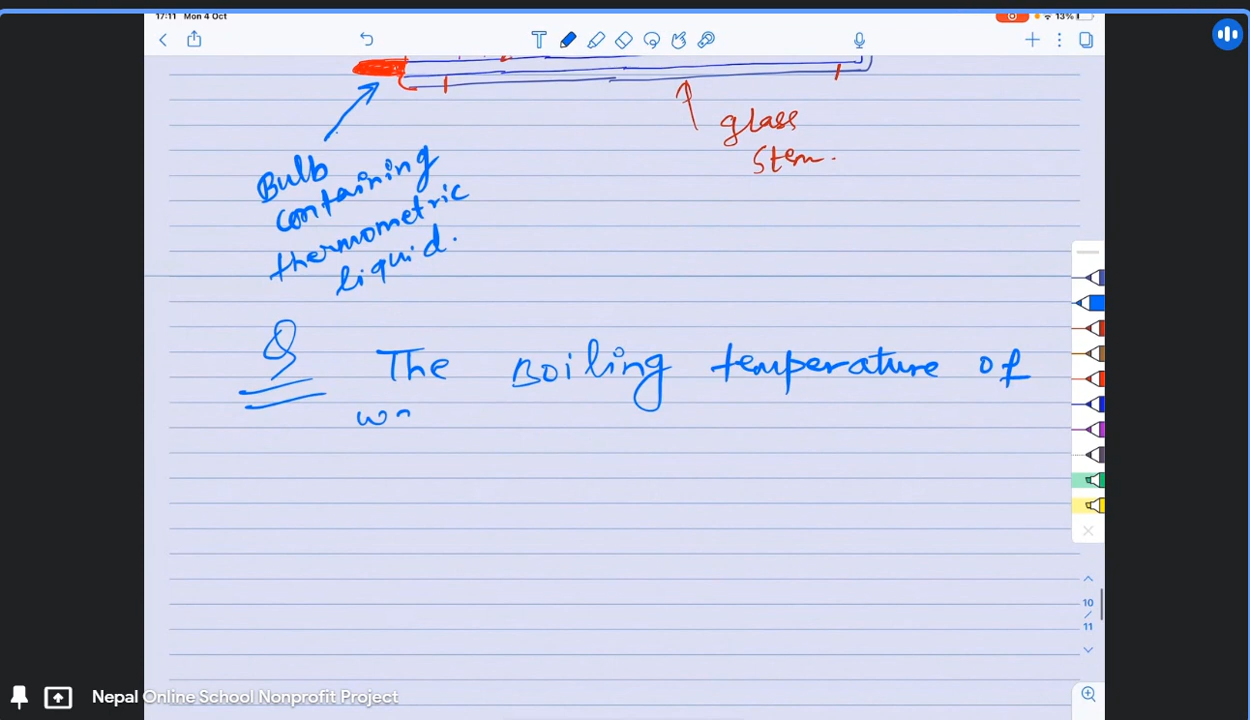 17:11 Mon 4 Oct
13%
T
glass
stem.
Bulb
containing
thermometric
liquid.
Q The Boiling temperature of
10
/
11
Nepal Online School Nonprofit Project